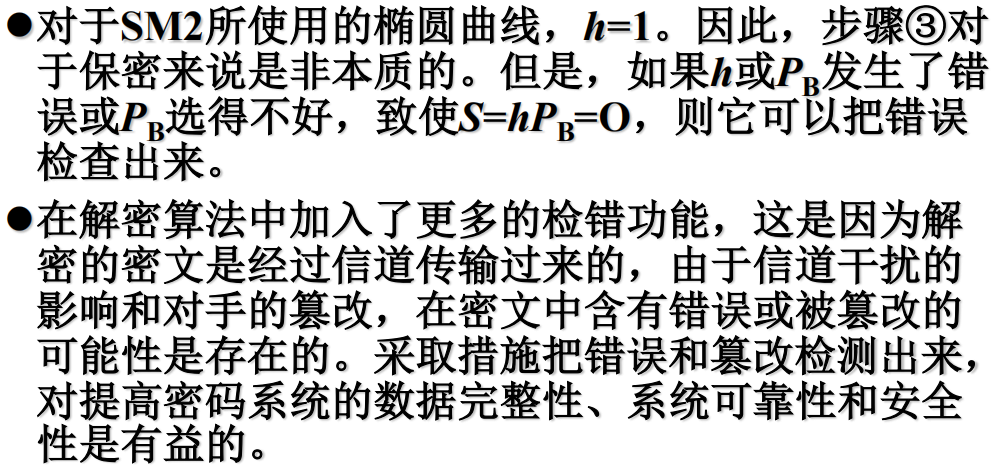 ●对于SM2所使用的椭圆曲线，h=1。因此，步骤③对
于保密来说是非本质的。但是，如果h或PB发生了错
误或PB选得不好，致使S=hPB=O，则它可以把错误
检查出来。
●在解密算法中加入了更多的检错功能，这是因为解
密的密文是经过信道传输过来的，由于信道干扰的
影响和对手的篡改，在密文中含有错误或被篡改的
可能性是存在的。采取措施把错误和篡改检测出来，
对提高密码系统的数据完整性、系统可靠性和安全
性是有益的。